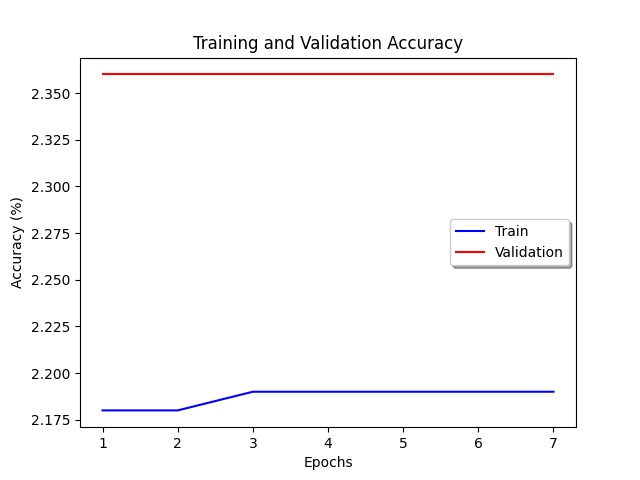 Training and Validation Accuracy
Accuracy (%)
2.350
2.325
2.300
2.275
2.250
2.225
2.200
2.175
Train
Validation
1 2 3 4 5 6 7
Epochs